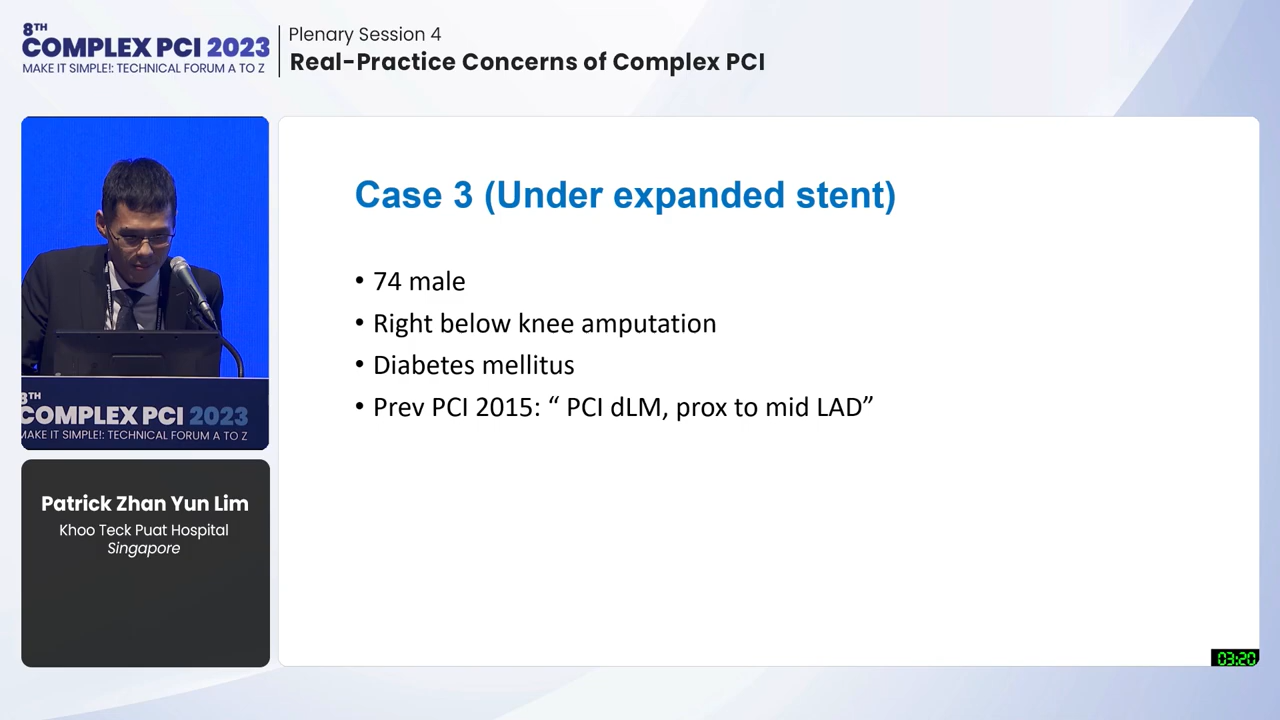 8TH
COMPLEX PCI 2023
MAKE IT SIMPLE!: TECHNICAL FORUM A TO Z
Plenary Session 4
Real-Practice Concerns of Complex PCI
Case 3 (Under expanded stent)
• 74 male
• Right below knee amputation
• Diabetes mellitus
• Prev PCI 2015: “ PCI dLM, prox to mid LAD”
8TH
COMPLEX PCI 2023
MAKE IT SIMPLE!: TECHNICAL FORUM A TO Z
Patrick Zhan Yun Lim
Khoo Teck Puat Hospital
Singapore
03:20